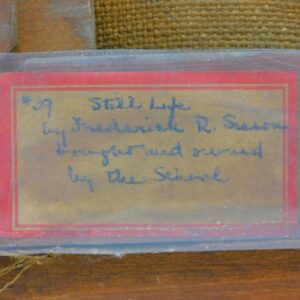 #39 Still Life
by Frederick R. Sisson
bought and owned
by the School